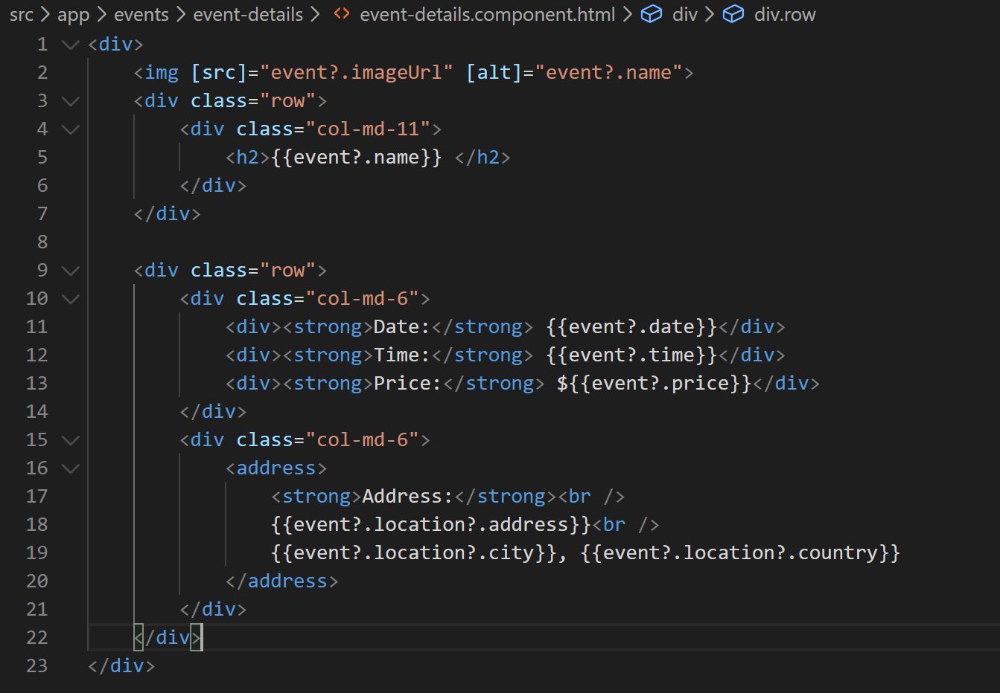 src > app > events > event-details > <> event-details.component.html > div > div.row
1 <div>
2 <img [src]="event?.imageUrl" [alt]="event?.name">
3 <div class="row">
4 <div class="col-md-11">
5 <h2>{{event?.name}} </h2>
6 </div>
7 </div>
8
9 <div class="row">
10 <div class="col-md-6">
11 <div><strong>Date:</strong> {{event?.date}}</div>
12 <div><strong>Time:</strong> {{event?.time}}</div>
13 <div><strong>Price:</strong> ${{event?.price}}</div>
14 </div>
15 <div class="col-md-6">
16 <address>
17 <strong>Address:</strong><br />
18 {{event?.location?.address}}<br />
19 {{event?.location?.city}}, {{event?.location?.country}}
20 </address>
21 </div>
22 </div>
23 </div>